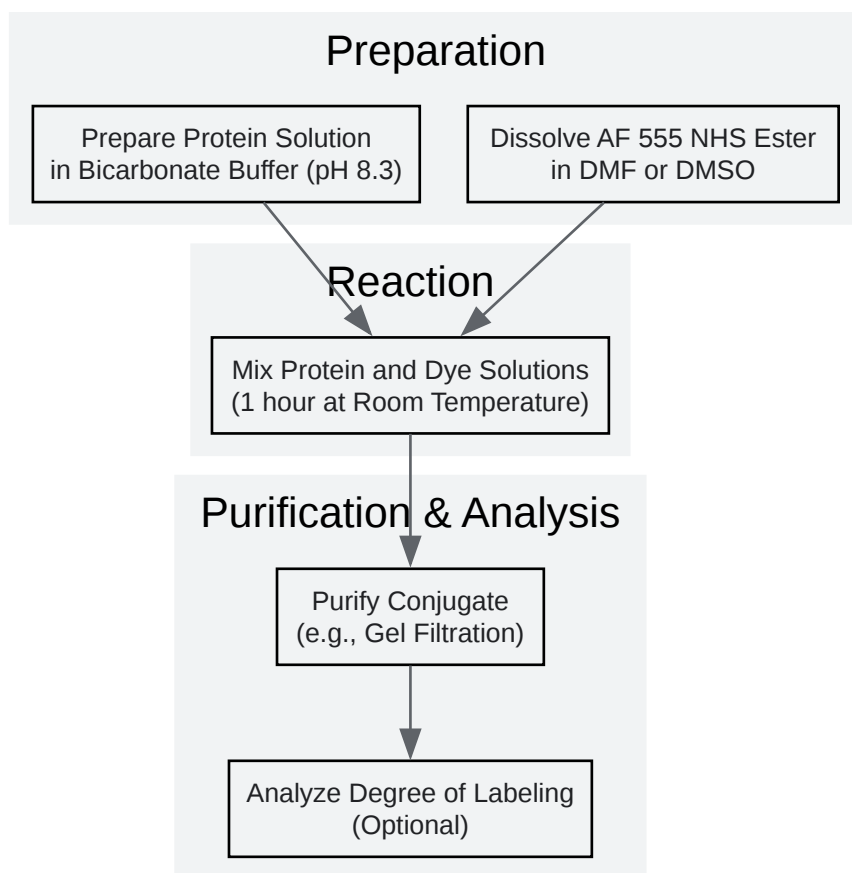 Preparation
Prepare Protein Solution
in Bicarbonate Buffer (pH 8.3)
Dissolve AF 555 NHS Ester
in DMF or DMSO
Reaction
Mix Protein and Dye Solutions
(1 hour at Room Temperature)
Purification & Analysis
Purify Conjugate
(e.g., Gel Filtration)
Analyze Degree of Labeling
(Optional)